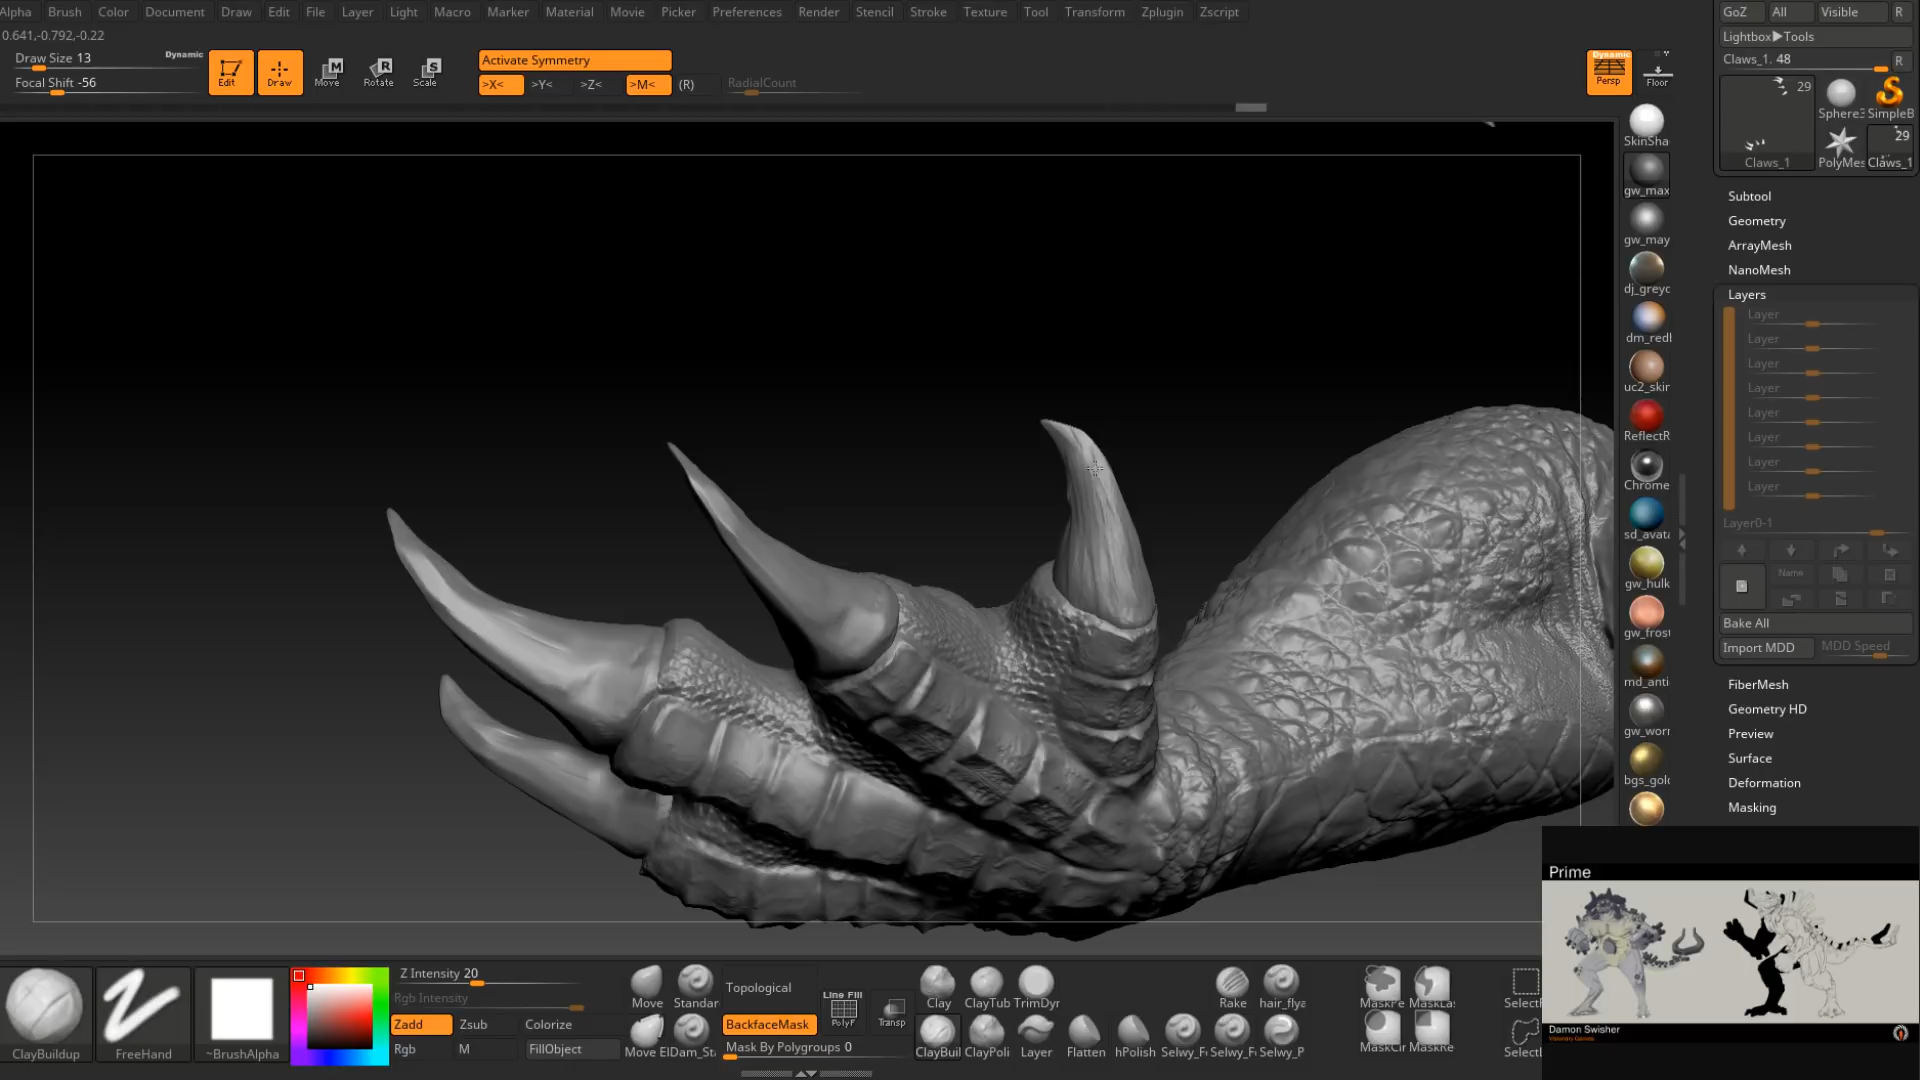 Alpha Brush Color Document Draw Edit File Layer Light Macro Marker Material Movie Picker Preferences Render Stencil Stroke Texture Tool Transform Zplugin Zscript
GoZ All Visible R
0.641,-0.792,-0.22
Lightbox▶Tools
Draw Size 13
Dynamic
Focal Shift -56
Edit Draw Move Rotate Scale
M R S
Activate Symmetry
>X< >Y< >Z< >M< (R) RadialCount
Dynamic
Persp Floor
Claws_1. 48 R
29
Sphere3 SimpleB
29
Claws_1 PolyMes Claws_1
SkinSha
gw_max
gw_may
dj_greyc
dm_redl
uc2_skir
ReflectR
Chrome
sd_avata
gw_hulk
gw_frost
md_anti
gw_worr
bgs_gold
Subtool
Geometry
ArrayMesh
NanoMesh
Layers
Layer
Layer
Layer
Layer
Layer
Layer
Layer
Layer
Layer0-1
Name
Bake All
Import MDD MDD Speed
FiberMesh
Geometry HD
Preview
Surface
Deformation
Masking
Prime
Damon Swisher
ClayBuildup FreeHand ~BrushAlpha
Z Intensity 20
Rgb Intensity
Zadd Zsub Colorize
Rgb M FillObject
Move Standar
Move ElDam_St
Topological
BackfaceMask
Mask By Polygroups 0
Line Fill
PolyF Transp
Clay ClayTub TrimDyr
ClayBuil ClayPoli Layer Flatten hPolish Selwy_F Selwy_F Selwy_P
Rake hair_flya
MaskPe MaskLas
MaskCir MaskRe
SelectR
SelectL